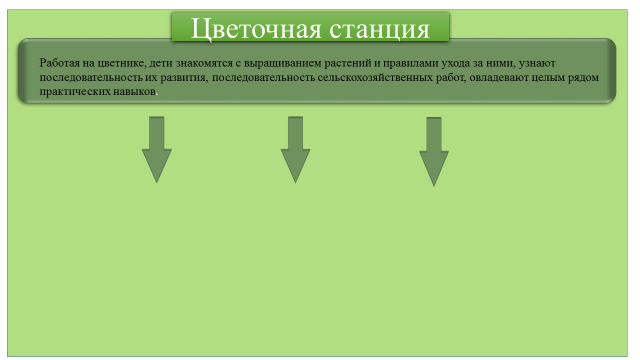 Цветочная станция
Работая на цветнике, дети знакомятся с выращиванием растений и правилами ухода за ними, узнают
последовательность их развития, последовательность сельскохозяйственных работ, овладевают целым рядом
практических навыков.